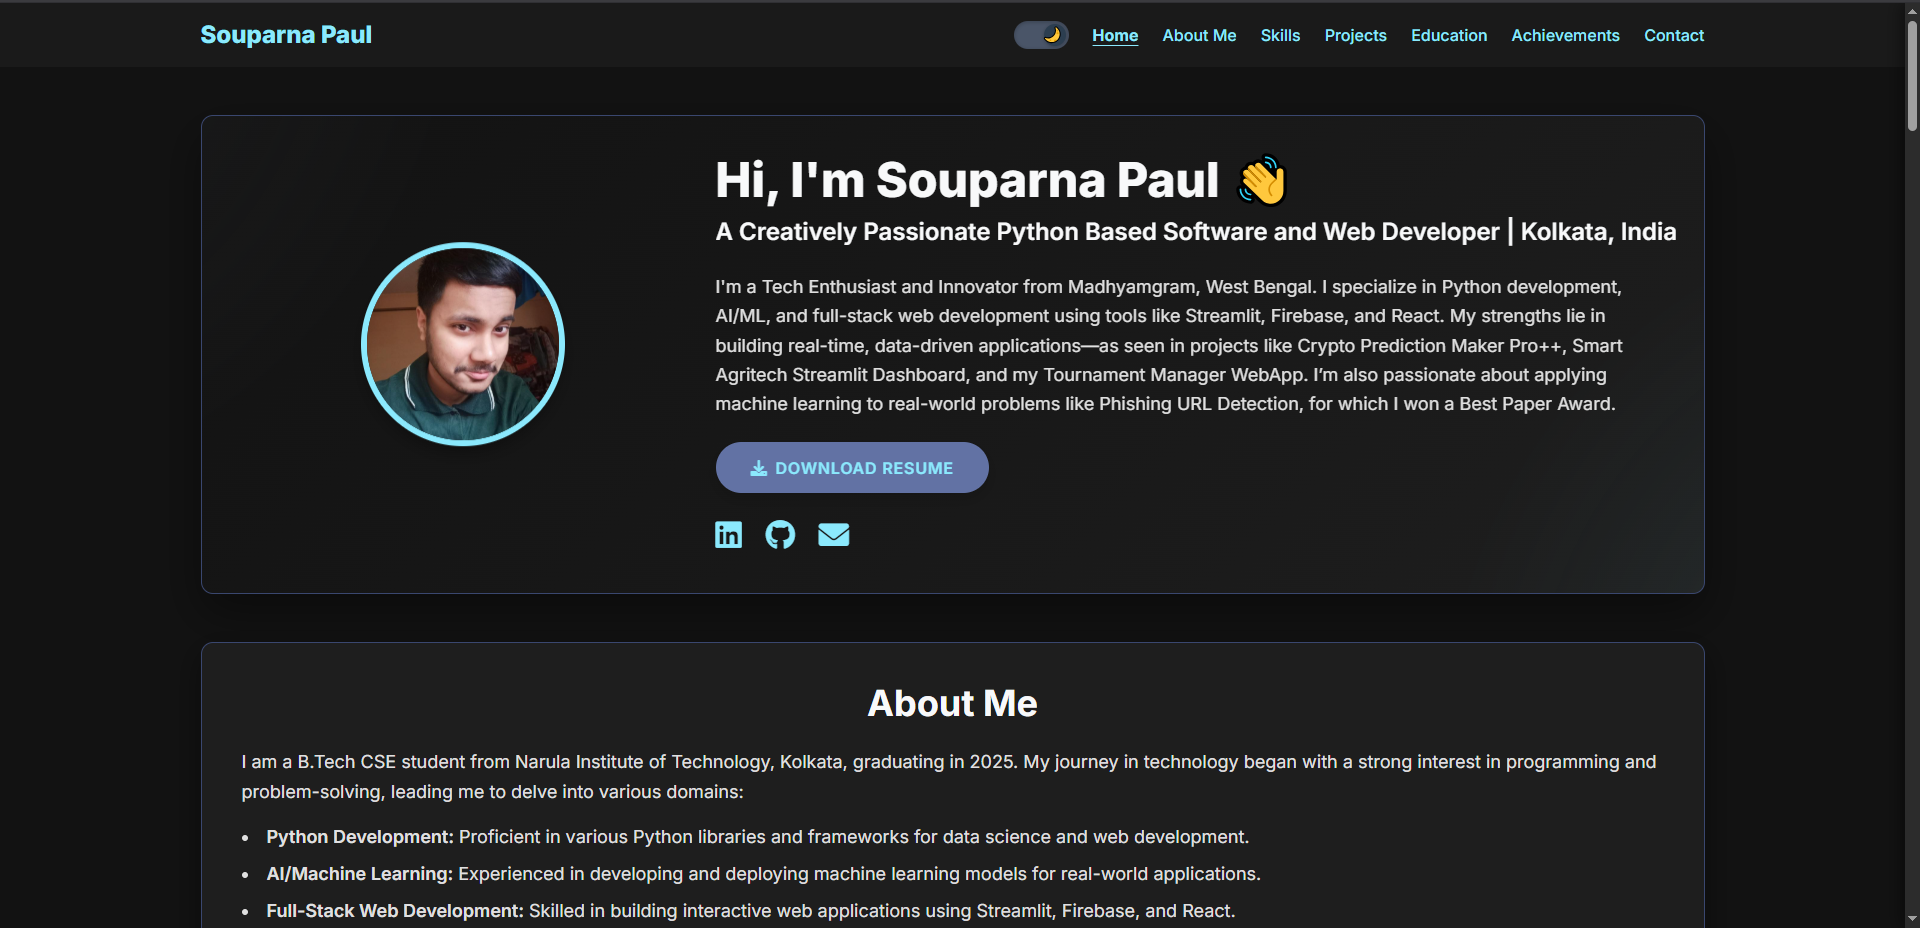 Souparna Paul
Home About Me Skills Projects Education Achievements Contact
Hi, I'm Souparna Paul 👋
A Creatively Passionate Python Based Software and Web Developer | Kolkata, India
I'm a Tech Enthusiast and Innovator from Madhyamgram, West Bengal. I specialize in Python development,
AI/ML, and full-stack web development using tools like Streamlit, Firebase, and React. My strengths lie in
building real-time, data-driven applications—as seen in projects like Crypto Prediction Maker Pro++, Smart
Agritech Streamlit Dashboard, and my Tournament Manager WebApp. I’m also passionate about applying
machine learning to real-world problems like Phishing URL Detection, for which I won a Best Paper Award.
DOWNLOAD RESUME
in
About Me
I am a B.Tech CSE student from Narula Institute of Technology, Kolkata, graduating in 2025. My journey in technology began with a strong interest in programming and
problem-solving, leading me to delve into various domains:
• Python Development: Proficient in various Python libraries and frameworks for data science and web development.
• AI/Machine Learning: Experienced in developing and deploying machine learning models for real-world applications.
• Full-Stack Web Development: Skilled in building interactive web applications using Streamlit, Firebase, and React.